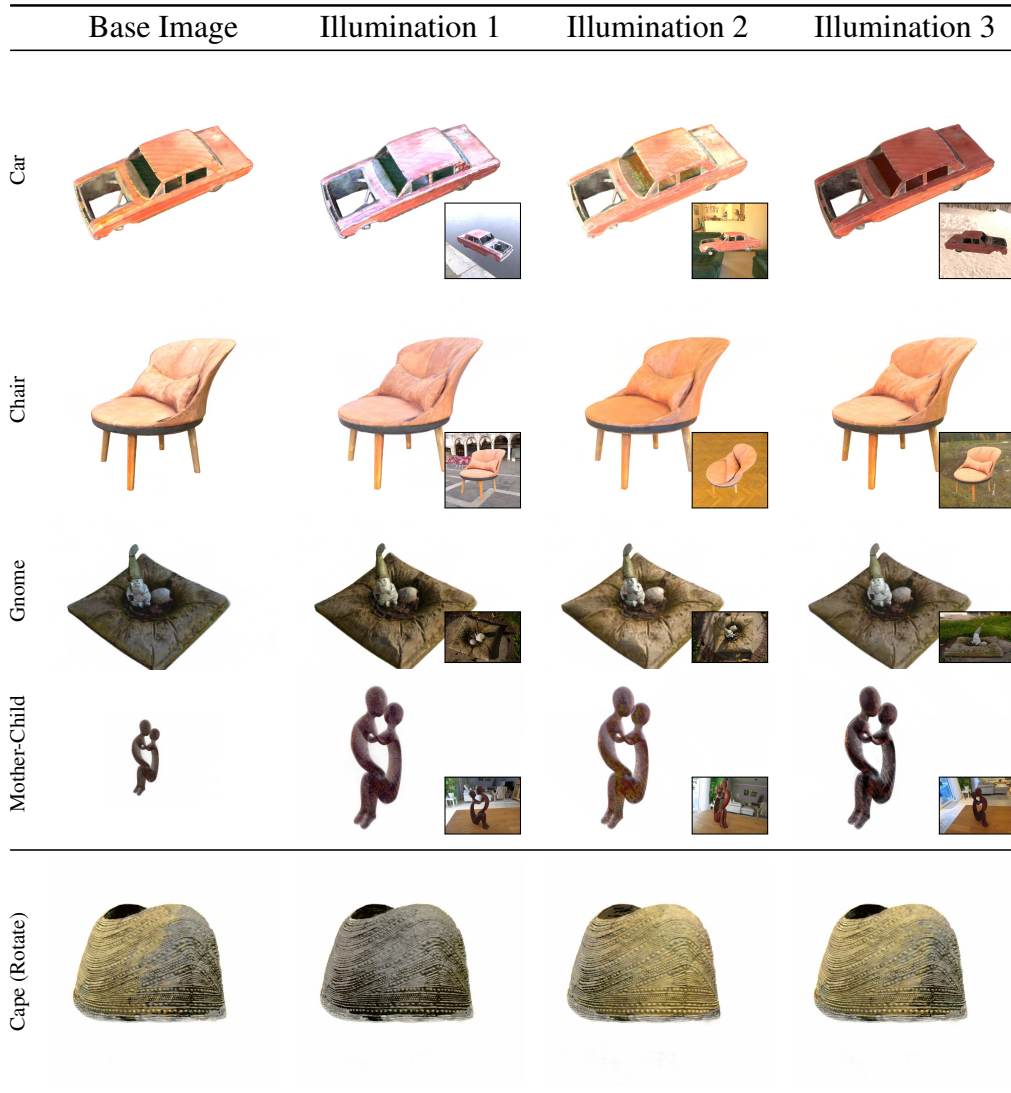 Base Image Illumination 1 Illumination 2 Illumination 3
Car
Chair
Gnome
Mother-Child
Cape (Rotate)